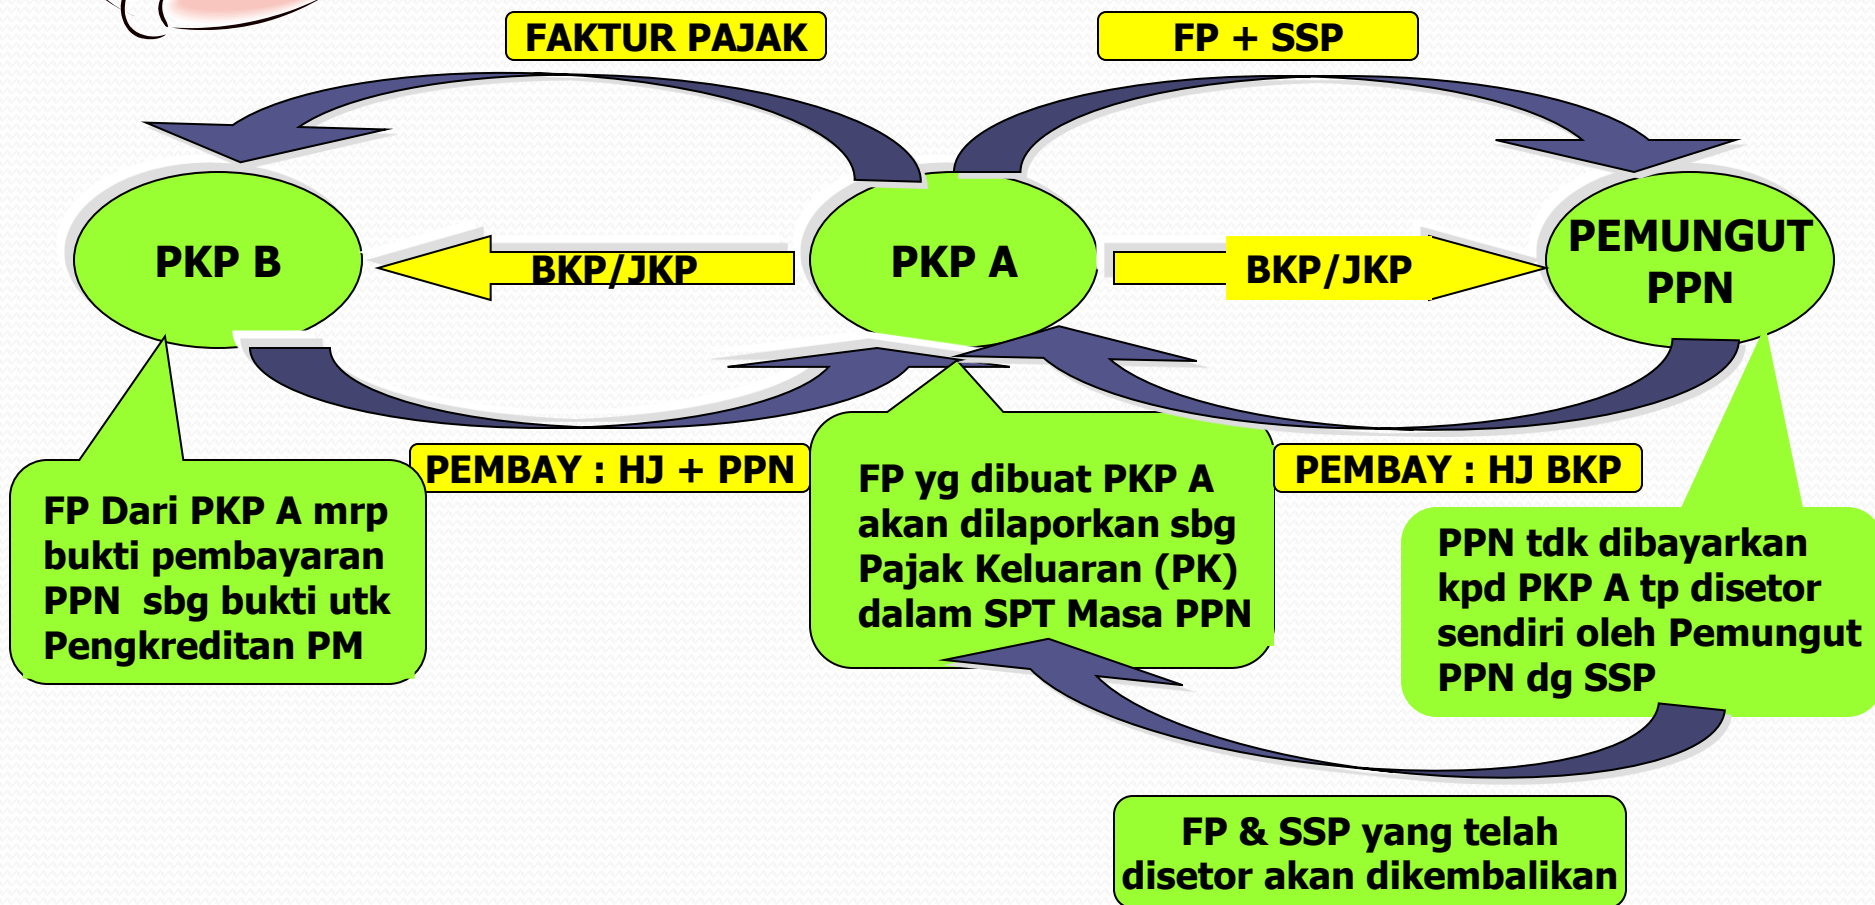 FAKTUR PAJAK
FP + SSP
PKP B
BKP/JKP
PKP A
BKP/JKP
PEMUNGUT
PPN
PEMBAY : HJ + PPN
PEMBAY : HJ BKP
FP Dari PKP A mrp
bukti pembayaran
PPN sbg bukti utk
Pengkreditan PM
FP yg dibuat PKP A
akan dilaporkan sbg
Pajak Keluaran (PK)
dalam SPT Masa PPN
PPN tdk dibayarkan
kpd PKP A tp disetor
sendiri oleh Pemungut
PPN dg SSP
FP & SSP yang telah
disetor akan dikembalikan